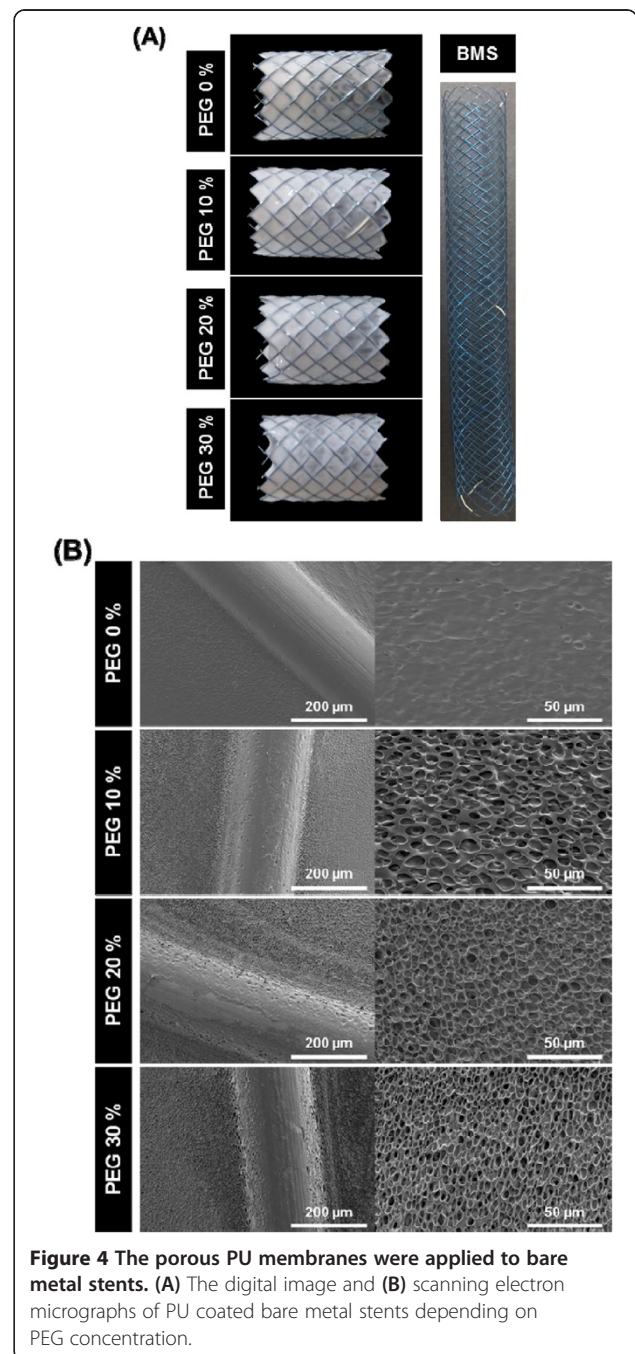 (A)
BMS
PEG 0 %
PEG 10 %
PEG 20 %
PEG 30 %
(B)
PEG 0 %
200 µm
50 µm
PEG 10 %
200 µm
50 µm
PEG 20 %
200 µm
50 µm
PEG 30 %
200 µm
50 µm
Figure 4 The porous PU membranes were applied to bare
metal stents. (A) The digital image and (B) scanning electron
micrographs of PU coated bare metal stents depending on
PEG concentration.